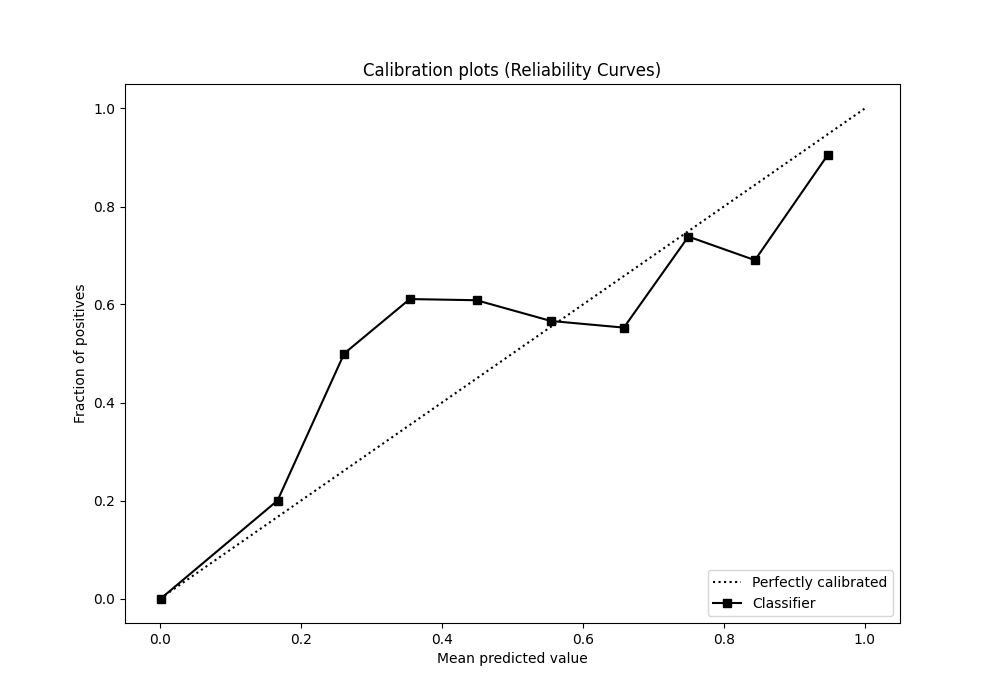 Calibration plots (Reliability Curves)
1.0
0.8
0.6
0.4
0.2
0.0
Fraction of positives
0.0 0.2 0.4 0.6 0.8 1.0
Mean predicted value
Perfectly calibrated
Classifier